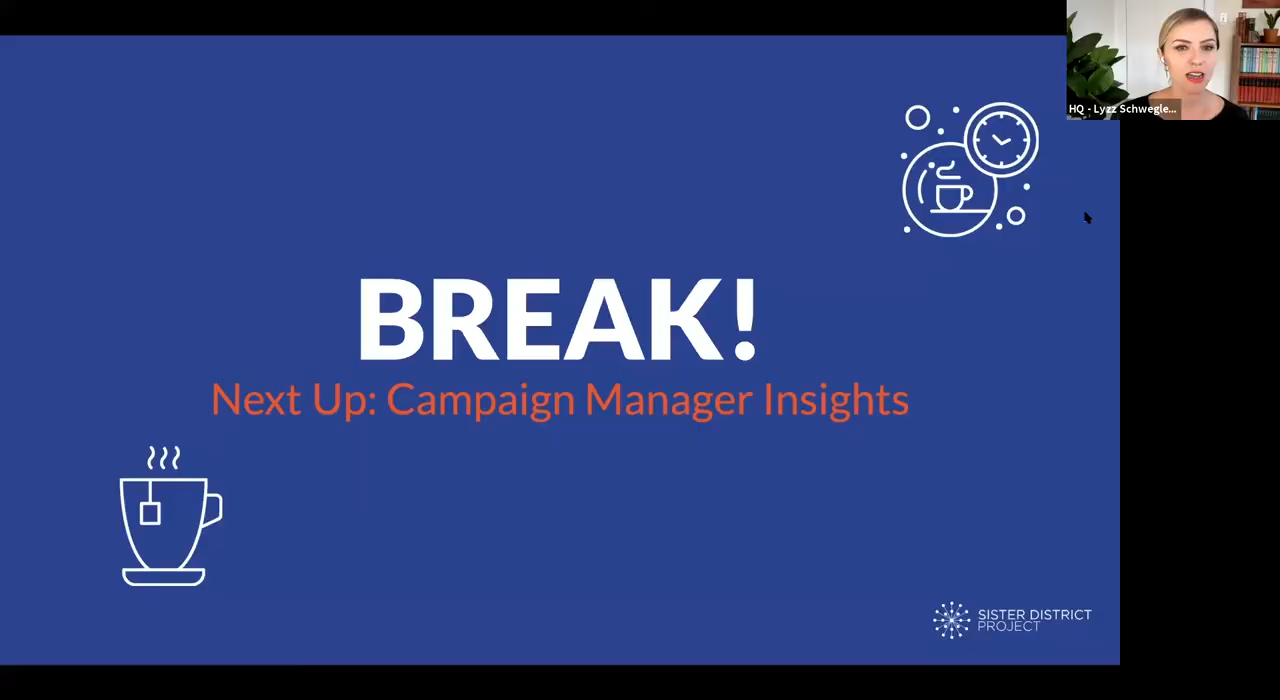 HQ - Lyzz Schwegle...
BREAK!
Next Up: Campaign Manager Insights
SISTER DISTRICT
PROJECT